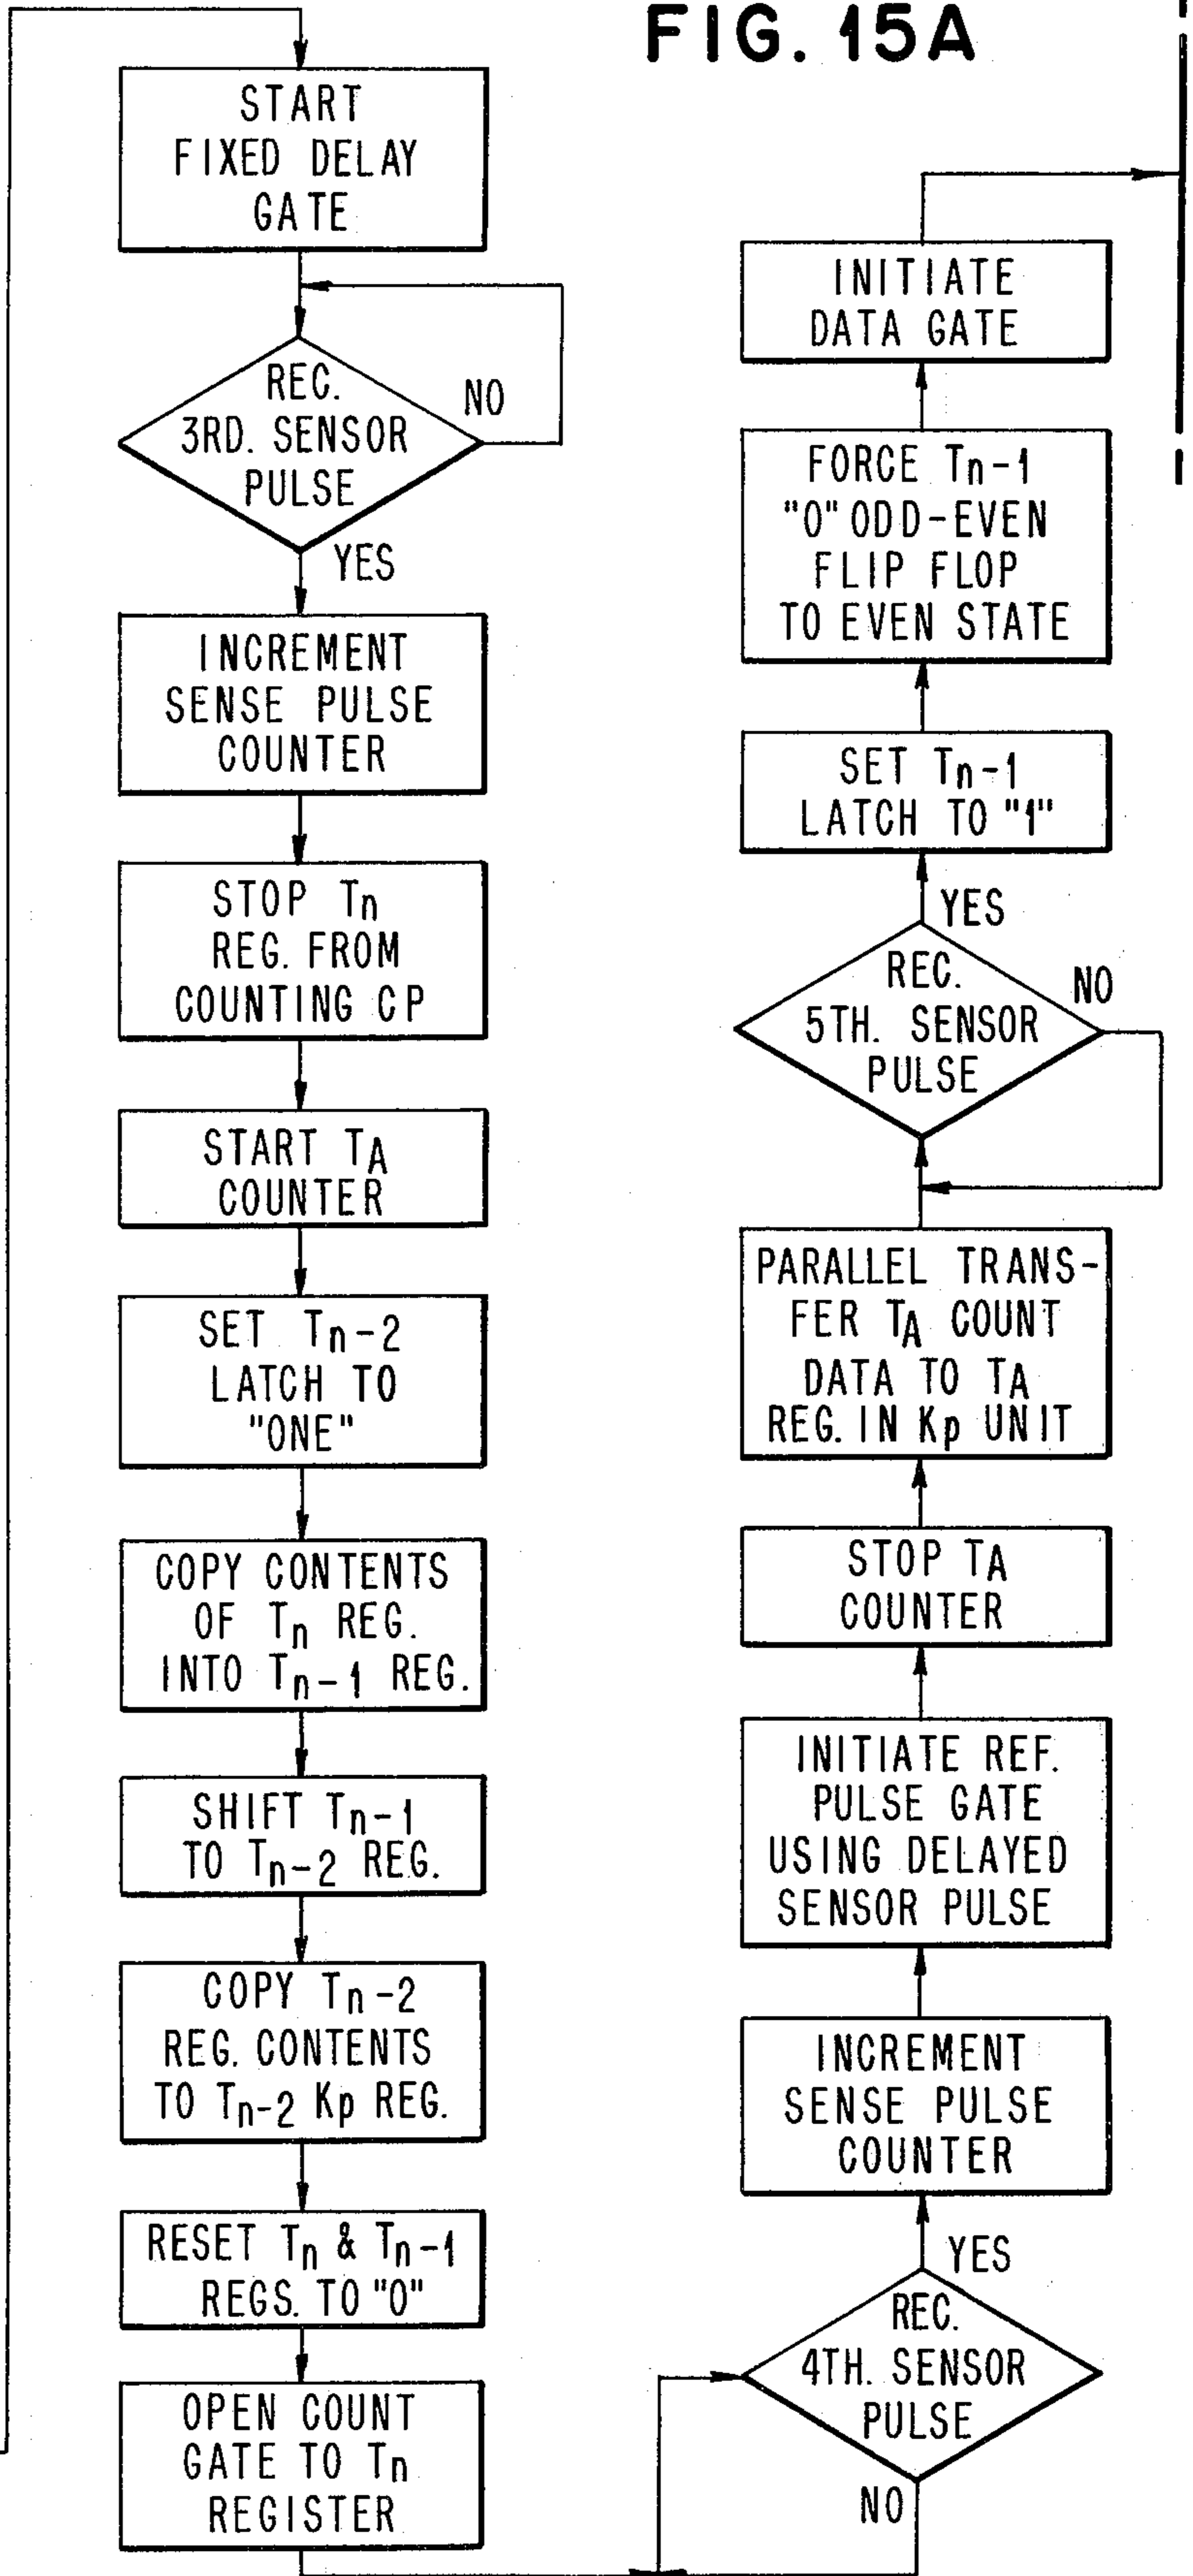 FIG. 15A
START
FIXED DELAY
GATE
REC.
3RD. SENSOR
PULSE
NO
YES
INCREMENT
SENSE PULSE
COUNTER
STOP Tn
REG. FROM
COUNTING CP
START TA
COUNTER
SET Tn-2
LATCH TO
"ONE"
COPY CONTENTS
OF Tn REG.
INTO Tn-1 REG.
SHIFT Tn-1
TO Tn-2 REG.
COPY Tn-2
REG. CONTENTS
TO Tn-2 Kp REG.
RESET Tn & Tn-1
REGS. TO "0"
OPEN COUNT
GATE TO Tn
REGISTER
REC.
4TH. SENSOR
PULSE
NO
YES
INCREMENT
SENSE PULSE
COUNTER
INITIATE REF.
PULSE GATE
USING DELAYED
SENSOR PULSE
STOP TA
COUNTER
PARALLEL TRANS-
FER TA COUNT
DATA TO TA
REG. IN Kp UNIT
REC.
5TH. SENSOR
PULSE
NO
YES
SET Tn-1
LATCH TO "1"
FORCE Tn-1
"0" ODD-EVEN
FLIP FLOP
TO EVEN STATE
INITIATE
DATA GATE